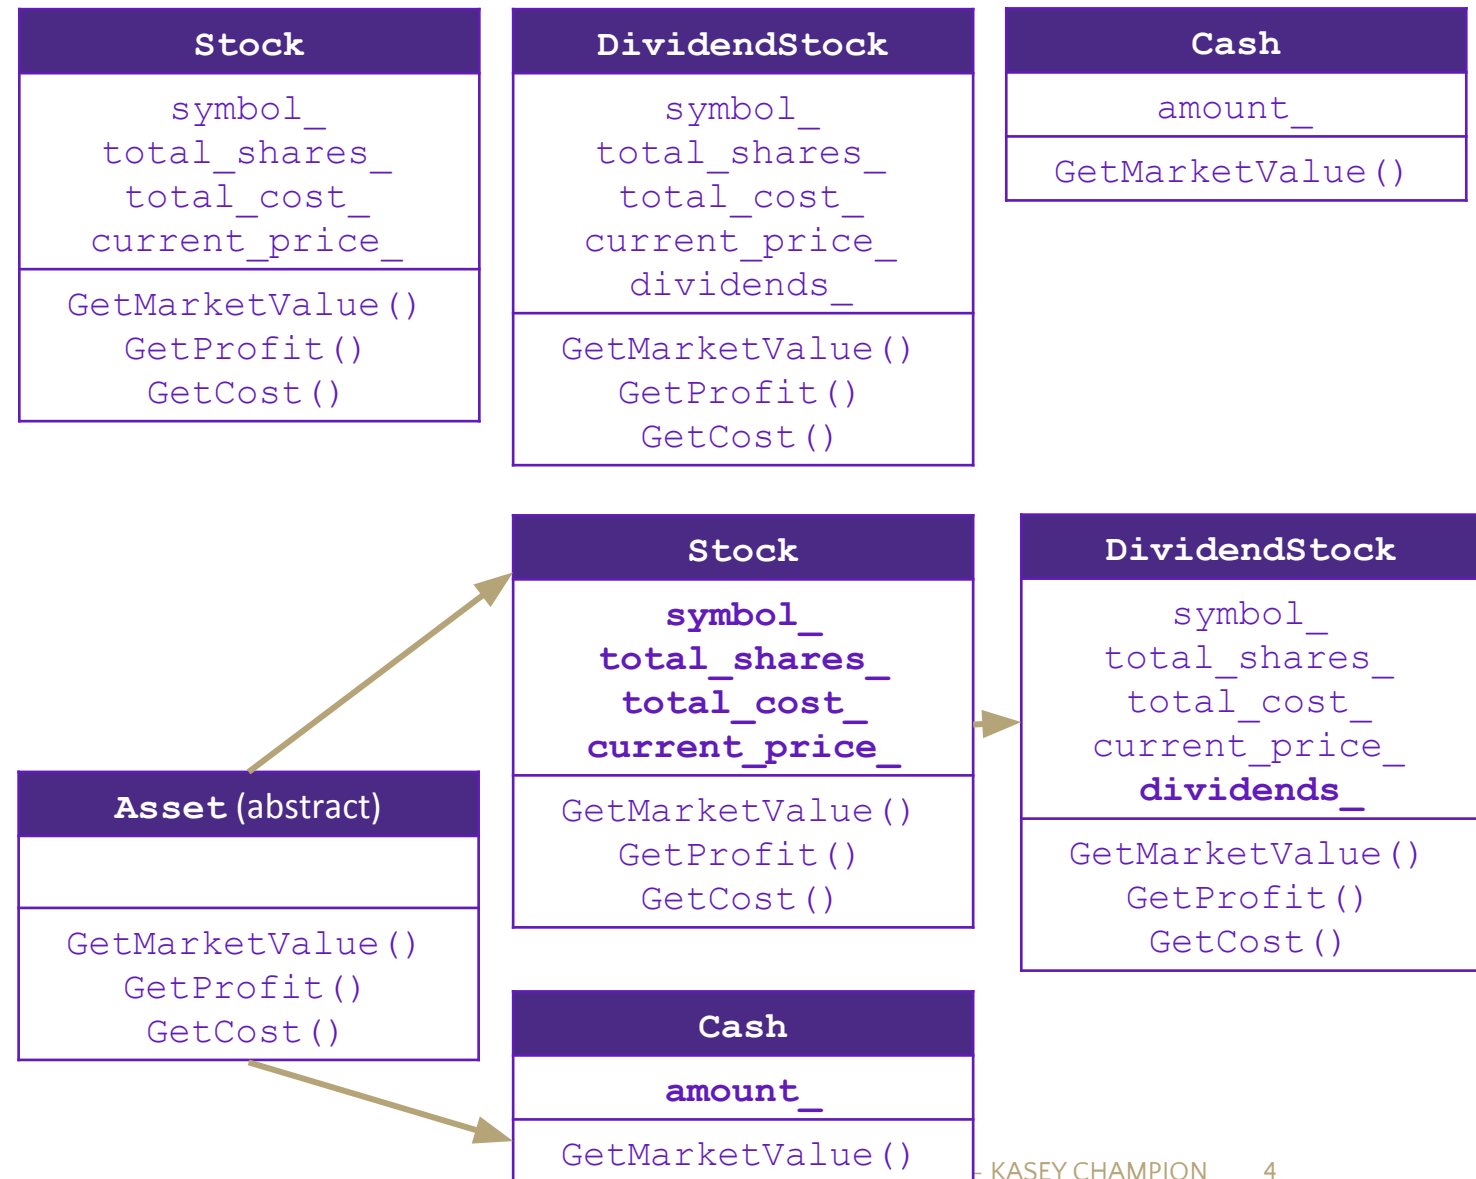 Stock
symbol_
total_shares_
total_cost_
current_price_
GetMarketValue()
GetProfit()
GetCost()
DividendStock
symbol_
total_shares_
total_cost_
current_price_
dividends_
GetMarketValue()
GetProfit()
GetCost()
Cash
amount_
GetMarketValue()
Asset (abstract)
GetMarketValue()
GetProfit()
GetCost()
Stock
symbol_
total_shares_
total_cost_
current_price_
GetMarketValue()
GetProfit()
GetCost()
DividendStock
symbol_
total_shares_
total_cost_
current_price_
dividends_
GetMarketValue()
GetProfit()
GetCost()
Cash
amount_
GetMarketValue()
- KASEY CHAMPION 4